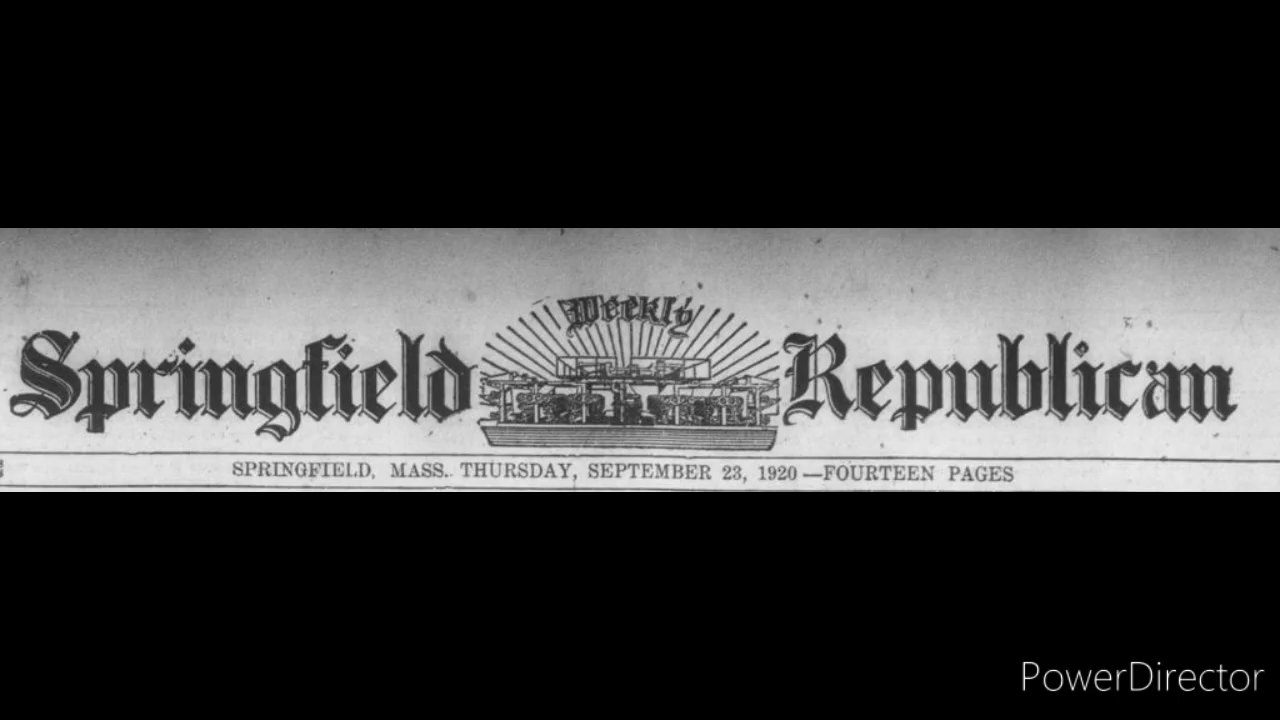 Weekly
Springfield Republican
SPRINGFIELD, MASS. THURSDAY, SEPTEMBER 23, 1920 —FOURTEEN PAGES
PowerDirector